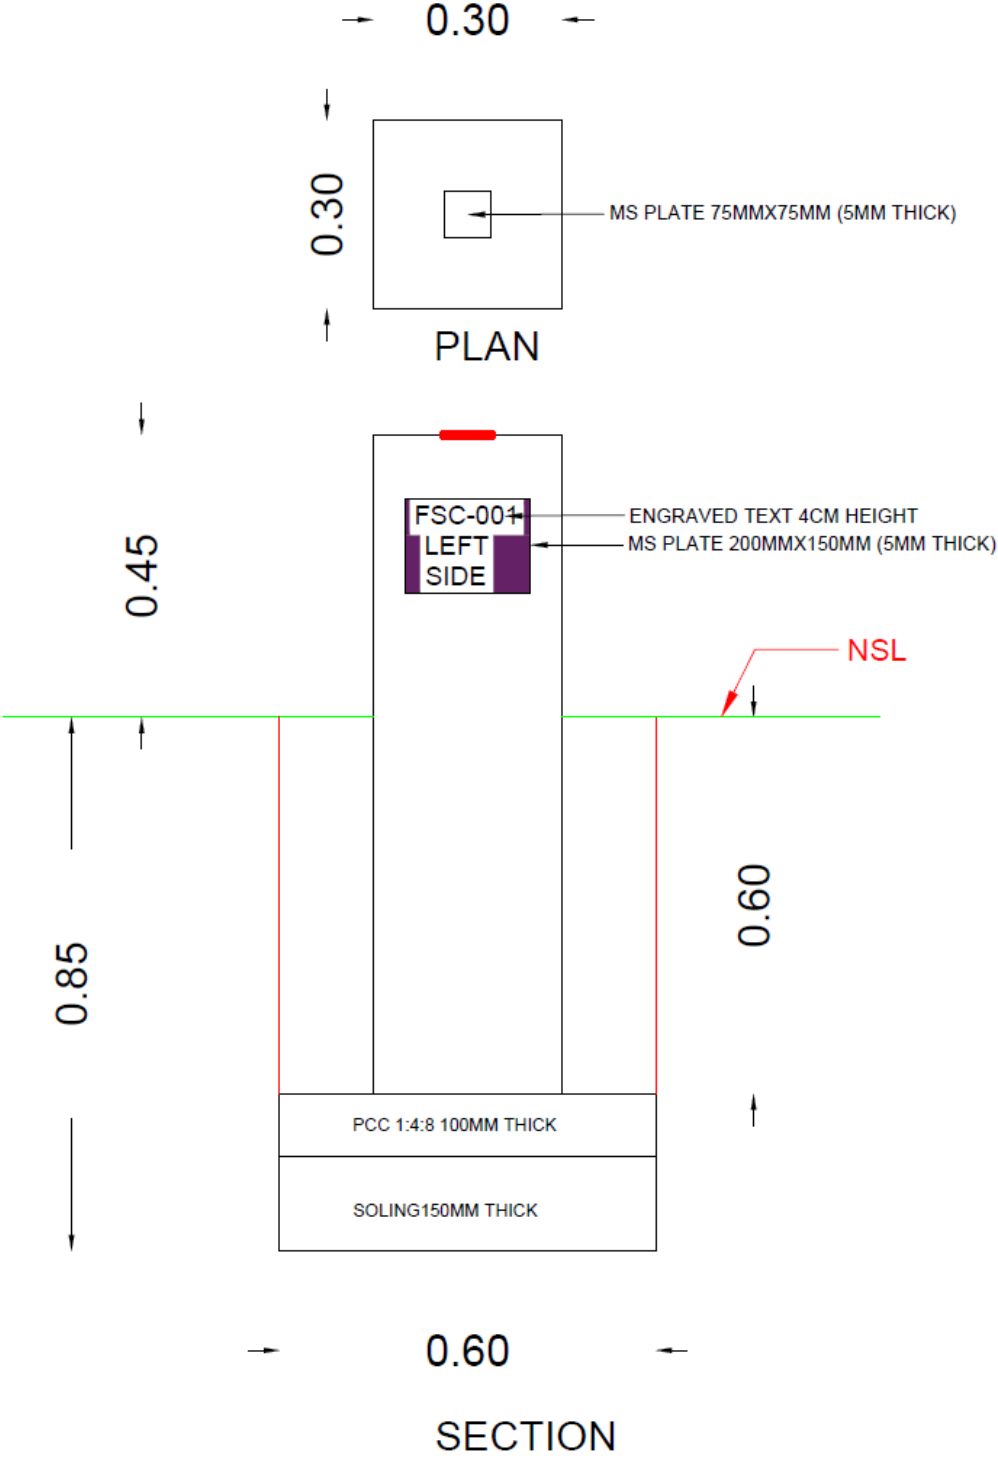 0.30
0.30
MS PLATE 75MMX75MM (5MM THICK)
PLAN
0.45
FSC-001
LEFT
SIDE
ENGRAVED TEXT 4CM HEIGHT
MS PLATE 200MMX150MM (5MM THICK)
NSL
0.85
0.60
PCC 1:4:8 100MM THICK
SOLING150MM THICK
0.60
SECTION